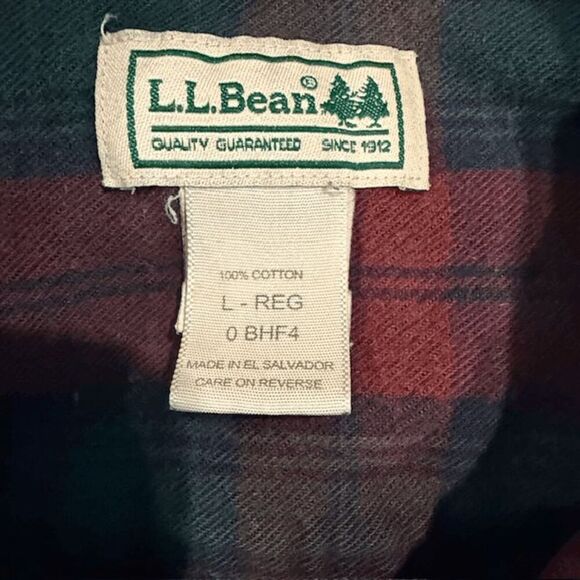 L.L.Bean®
QUALITY GUARANTEED SINCE 1912
100% COTTON
L - REG
0 BHF4
MADE IN EL SALVADOR
CARE ON REVERSE